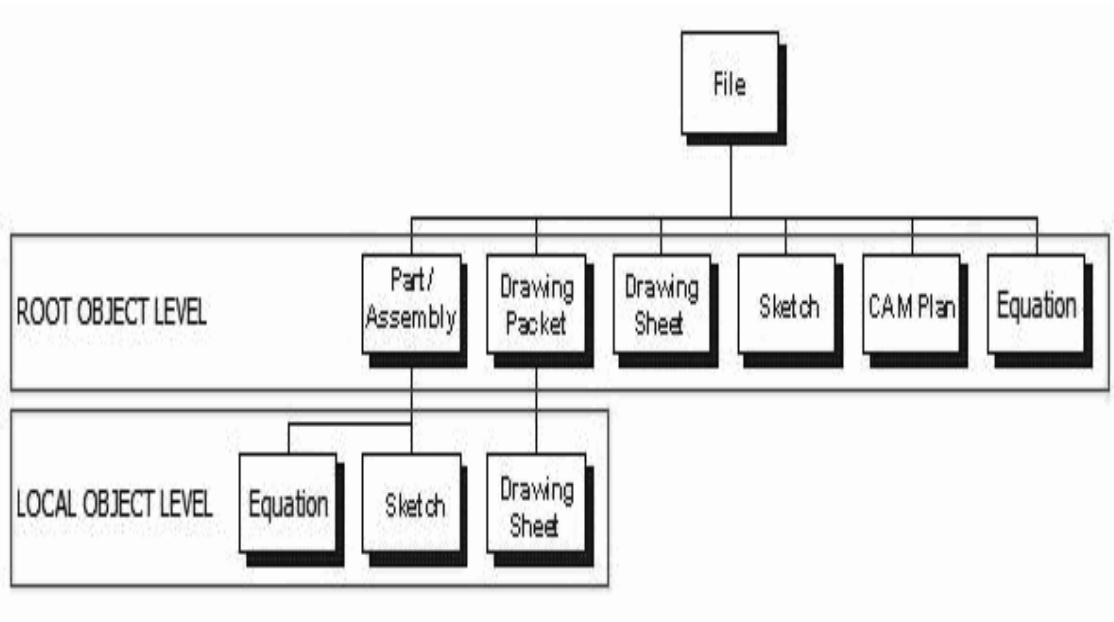 File
ROOT OBJECT LEVEL
Part/
Assembly
Drawing
Packet
Drawing
Sheet
Sketch
CAM Plan
Equation
LOCAL OBJECT LEVEL
Equation
Sketch
Drawing
Sheet